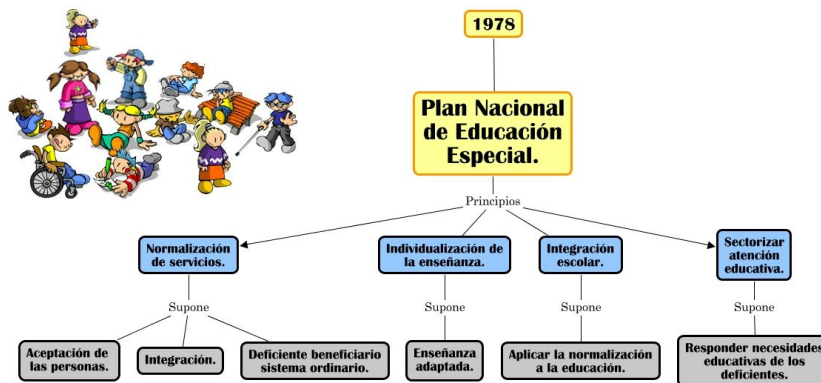 1978
Plan Nacional
de Educación
Especial.
Principios
Normalización
de servicios.
Individualización de
la enseñanza.
Integración
escolar.
Sectorizar
atención
educativa.
Supone
Supone
Supone
Supone
Aceptación de
las personas.
Integración.
Deficiente beneficiario
sistema ordinario.
Enseñanza
adaptada.
Aplicar la normalización
a la educación.
Responder necesidades
educativas de los
deficientes.